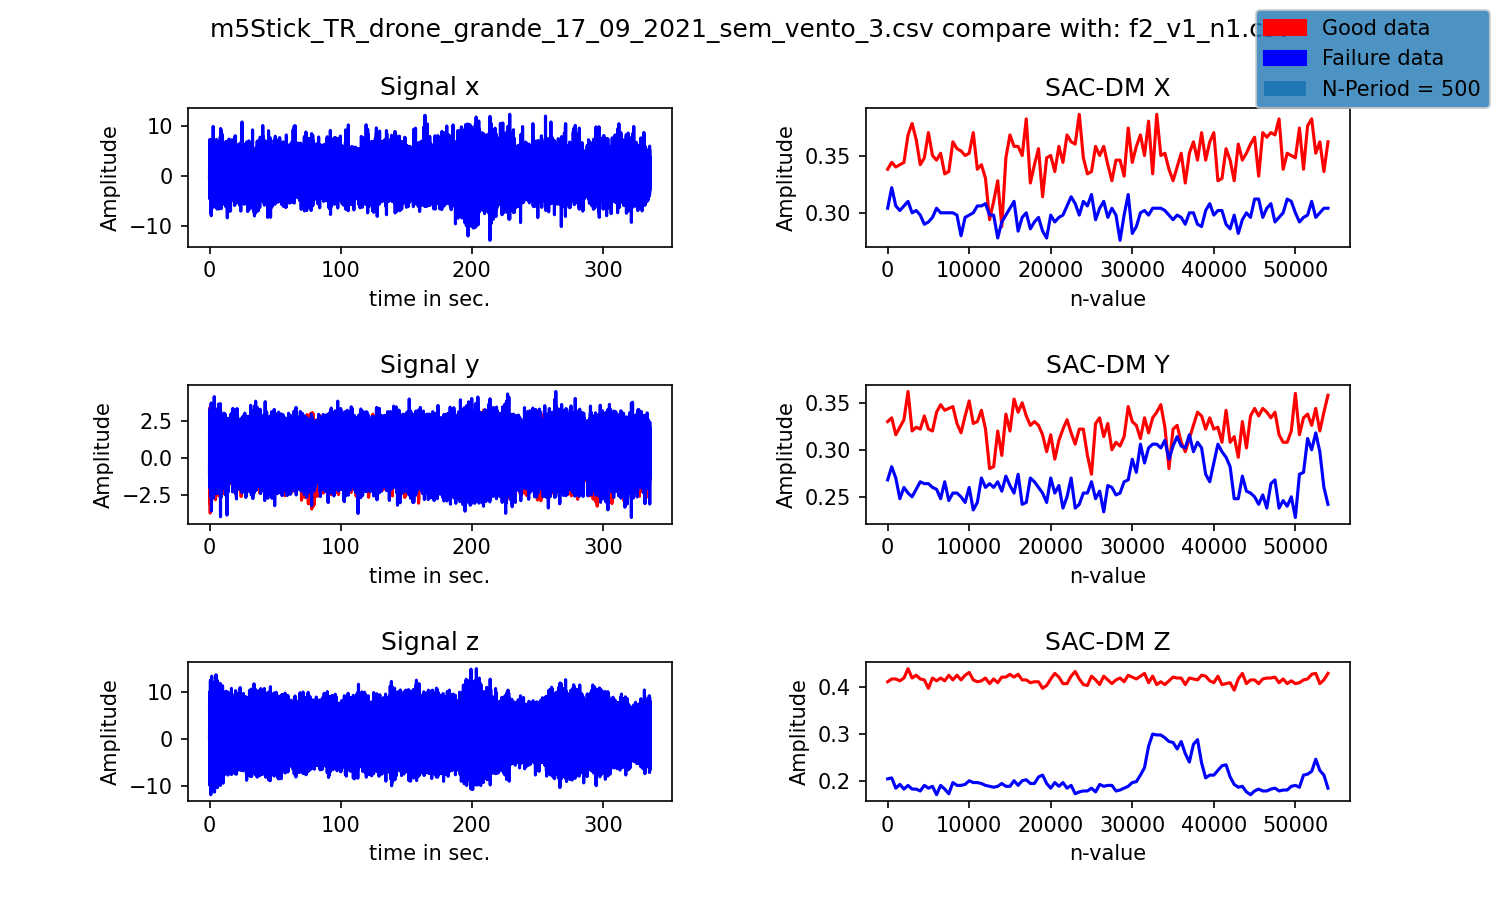 m5Stick_TR_drone_grande_17_09_2021_sem_vento_3.csv compare with: f2_v1_n1.csv
Good data
Failure data
N-Period = 500
Signal x
Amplitude
10
0
−10
0 100 200 300
time in sec.
SAC-DM X
Amplitude
0.35
0.30
0 10000 20000 30000 40000 50000
n-value
Signal y
Amplitude
2.5
0.0
−2.5
0 100 200 300
time in sec.
SAC-DM Y
Amplitude
0.35
0.30
0.25
0 10000 20000 30000 40000 50000
n-value
Signal z
Amplitude
10
0
−10
0 100 200 300
time in sec.
SAC-DM Z
Amplitude
0.4
0.3
0.2
0 10000 20000 30000 40000 50000
n-value